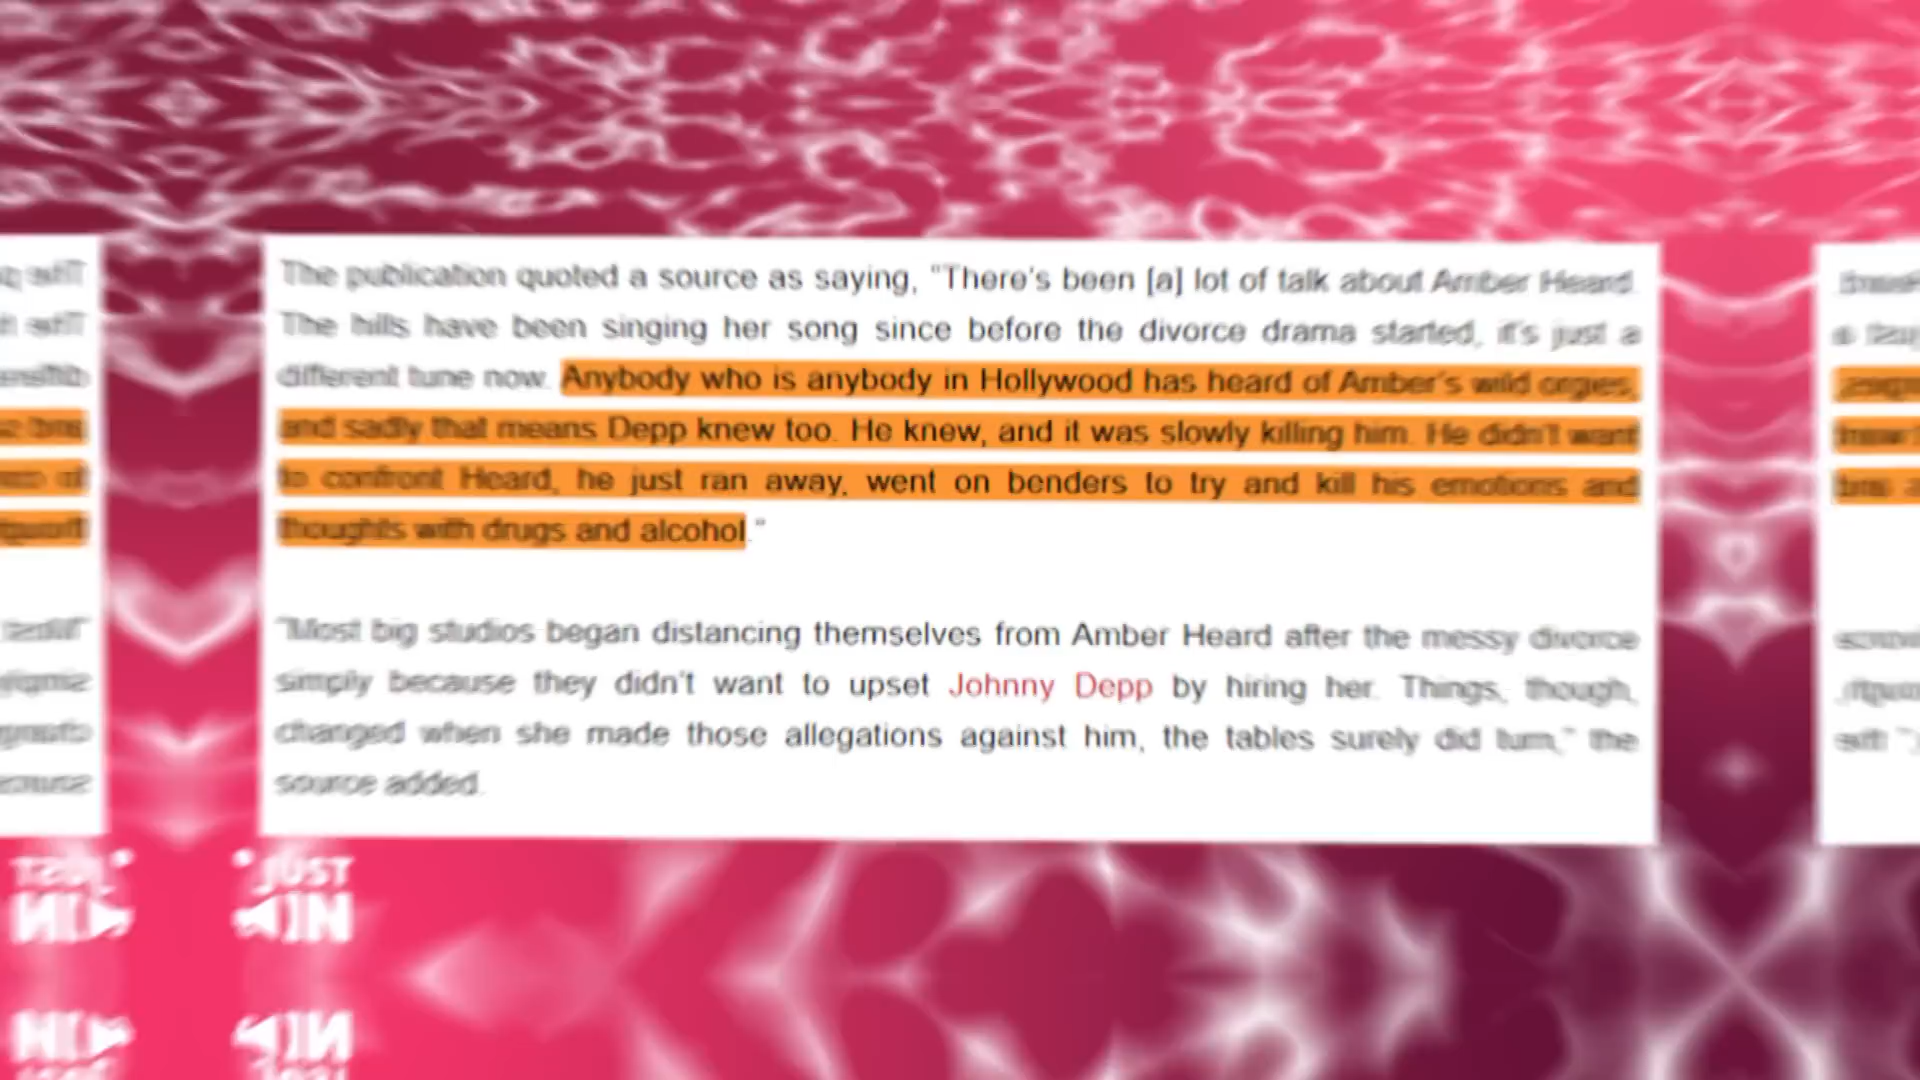 The publication quoted a source as saying, "There's been [a] lot of talk about Amber Heard.
The hills have been singing her song since before the divorce drama started, it's just a
different tune now. Anybody who is anybody in Hollywood has heard of Amber's wild orgies,
and sadly that means Depp knew too. He knew, and it was slowly killing him. He didn't want
to confront Heard, he just ran away, went on benders to try and kill his emotions and
thoughts with drugs and alcohol."
"Most big studios began distancing themselves from Amber Heard after the messy divorce
simply because they didn't want to upset Johnny Depp by hiring her. Things, though,
changed when she made those allegations against him, the tables surely did turn," the
source added.
JUST
IN